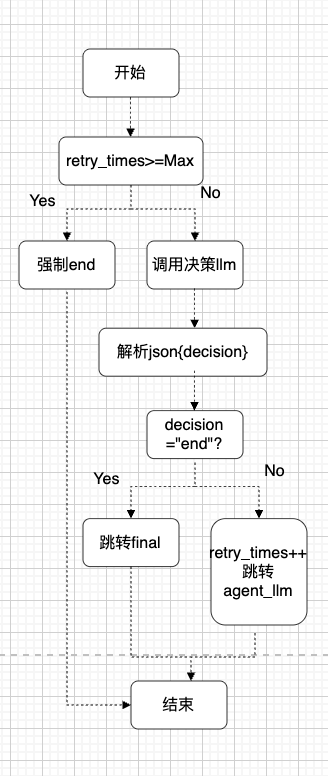 开始
retry_times>=Max
Yes
No
强制end
调用决策llm
解析json{decision}
decision
="end"?
Yes
No
跳转final
retry_times++
跳转
agent_llm
结束